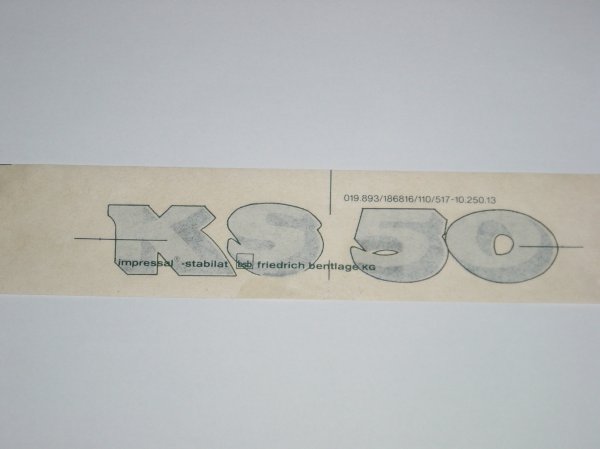 019.893/186816/110/517-10.250.13
KS 50
impressal®-stabilat fsb friedrich bentlage KG